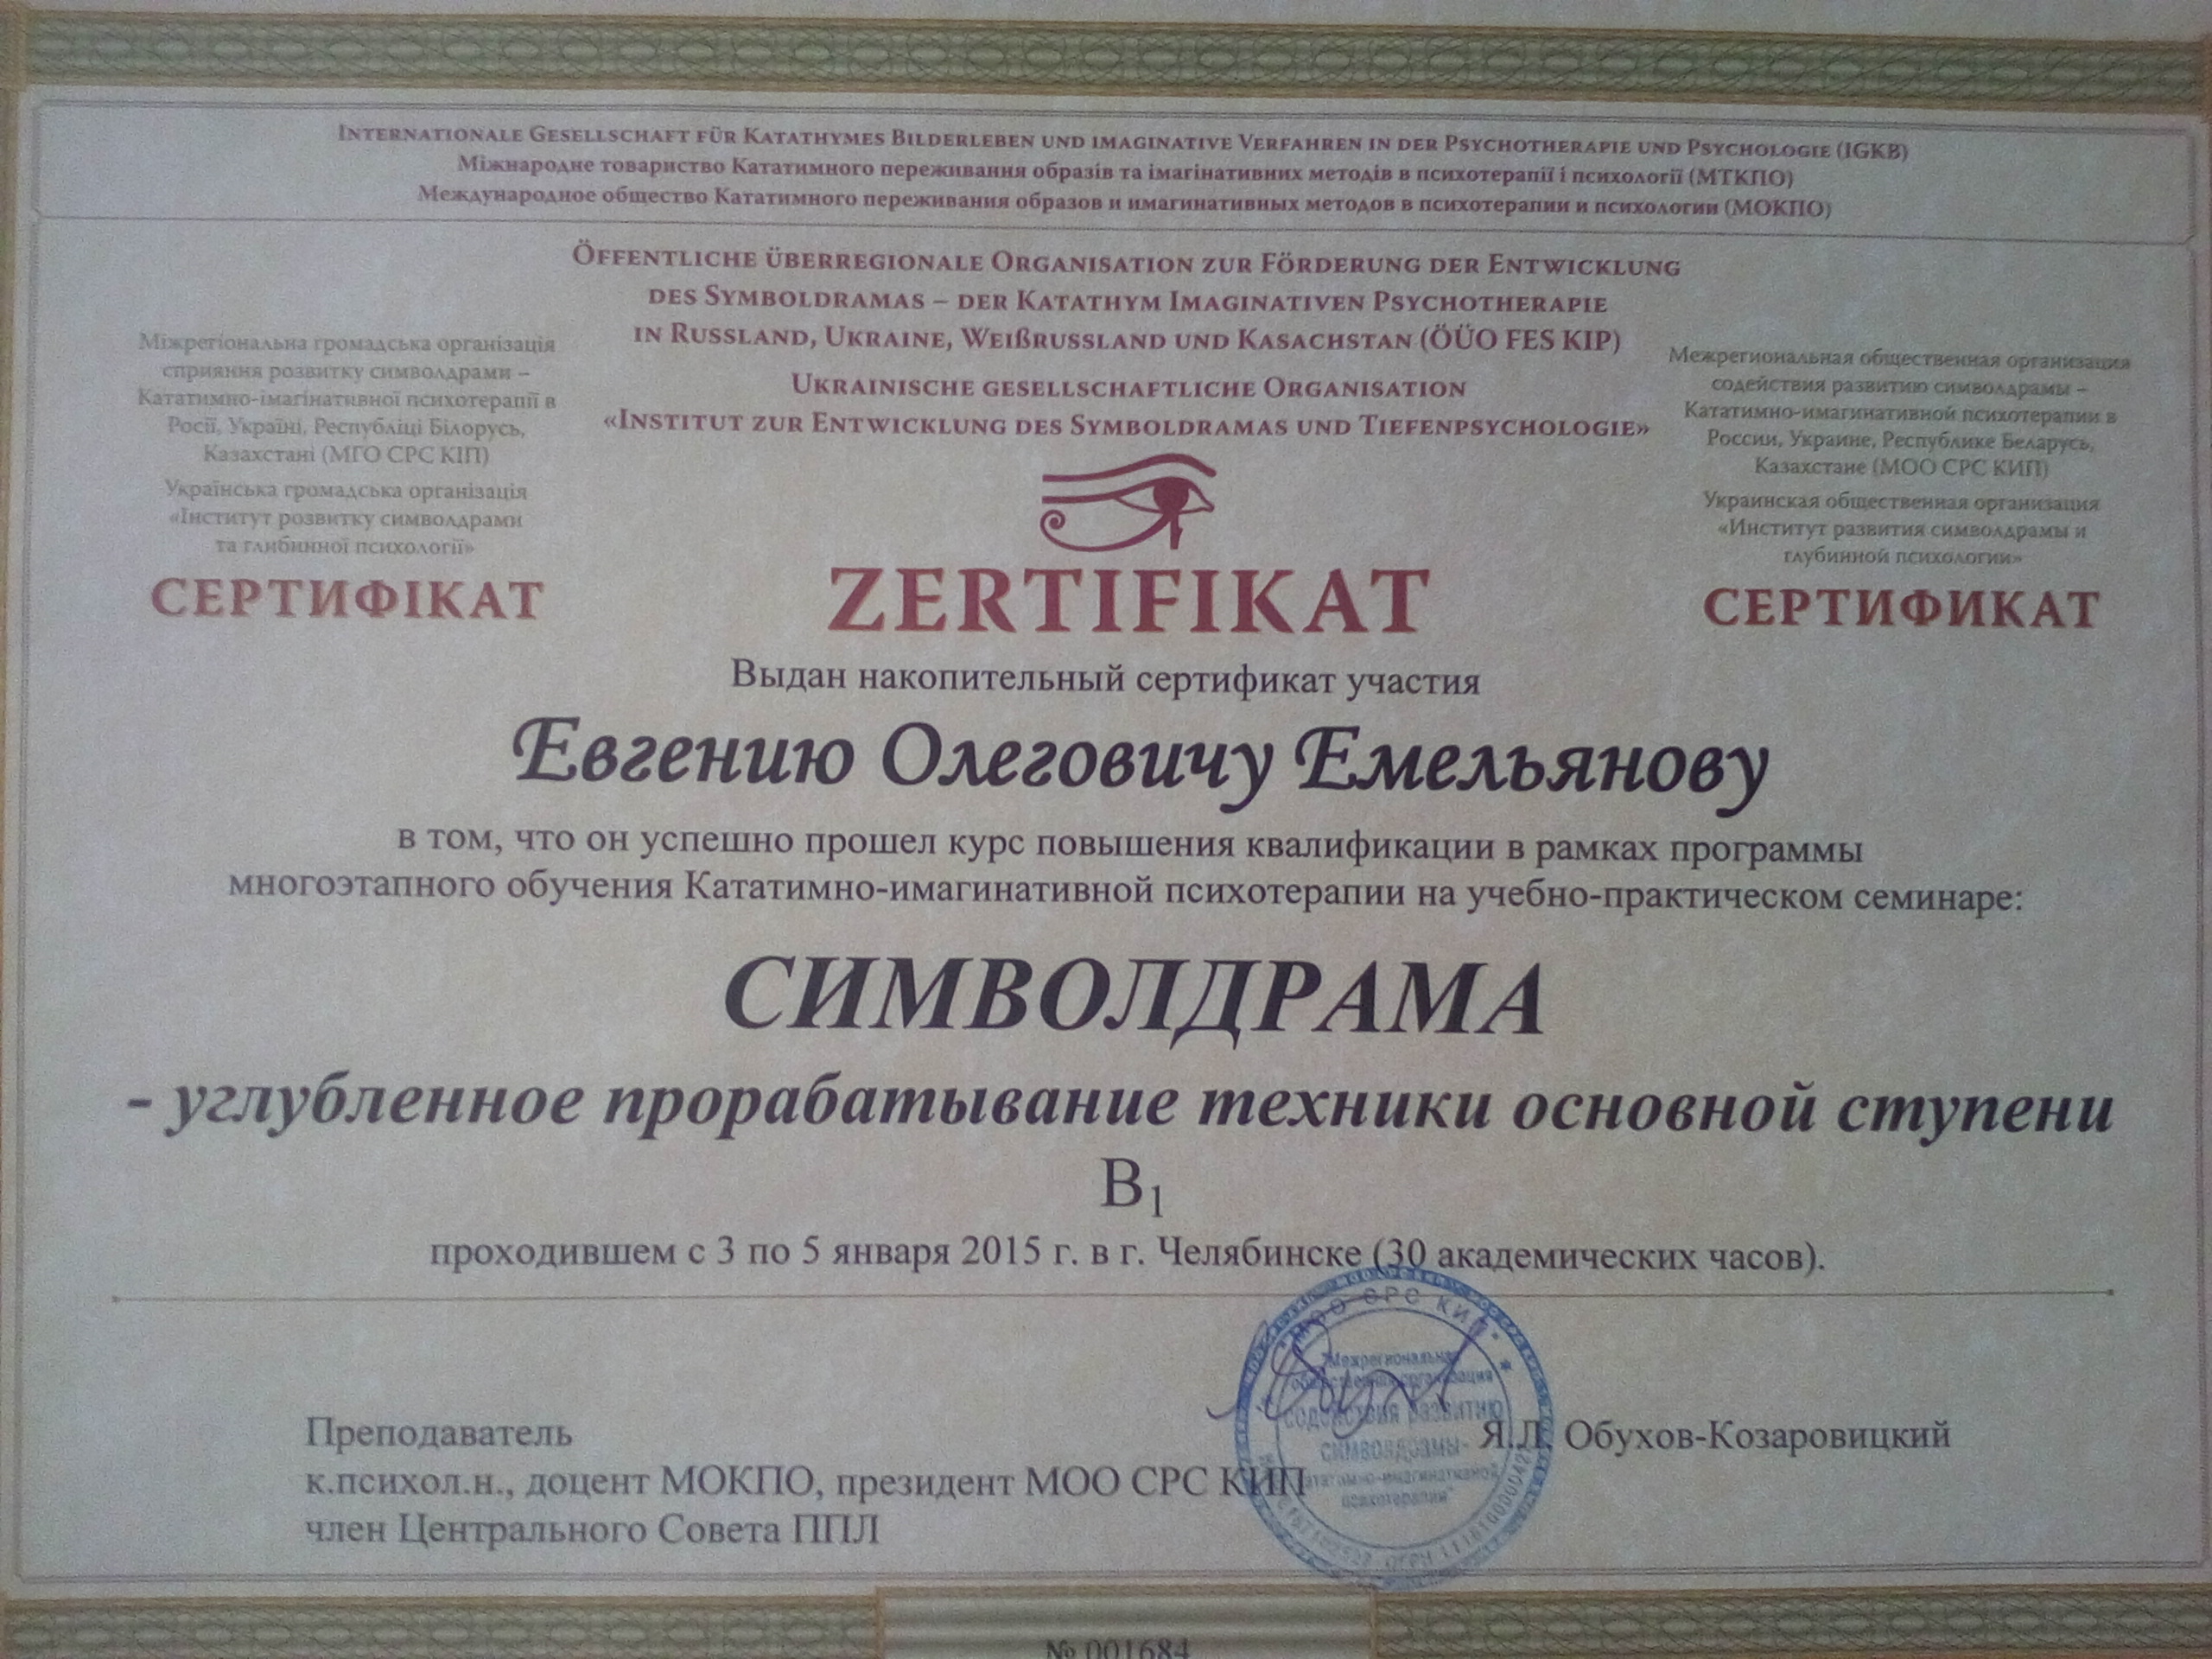 Internationale Gesellschaft für Katathymes Bilderleben und imaginative Verfahren in der Psychotherapie und Psychologie (IGKB)
Міжнародне товариство Кататимного переживання образів та імагінативних методів в психотерапії і психології (МТКПО)
Международное общество Кататимного переживания образов и имагинативных методов в психотерапии и психологии (МОКПО)
Öffentliche überregionale Organisation zur Förderung der Entwicklung
des Symboldramas – der Katathym Imaginativen Psychotherapie
in Russland, Ukraine, Weißrussland und Kasachstan (ÖÜO FES KIP)
Ukrainische gesellschaftliche Organisation
«Institut zur Entwicklung des Symboldramas und Tiefenpsychologie»
Міжрегіональна громадська організація
сприяння розвитку символдрами –
Кататимно-імагінативної психотерапії в
Росії, Україні, Республіці Білорусь,
Казахстані (МГО СРС КІП)
Українська громадська організація
«Інститут розвитку символдрами
та глибинної психології»
СЕРТИФІКАТ
ZERTIFIKAT
Межрегиональная общественная организация
содействия развитию символдрамы –
Кататимно-имагинативной психотерапии в
России, Украине, Республике Беларусь,
Казахстане (МОО СРС КИП)
Украинская общественная организация
«Институт развития символдрамы и
глубинной психологии»
СЕРТИФИКАТ
Выдан накопительный сертификат участия
Евгению Олеговичу Емельянову
в том, что он успешно прошел курс повышения квалификации в рамках программы
многоэтапного обучения Кататимно-имагинативной психотерапии на учебно-практическом семинаре:
СИМВОЛДРАМА
- углубленное прорабатывание техники основной ступени
В1
проходившем с 3 по 5 января 2015 г. в г. Челябинске (30 академических часов).
Преподаватель
к.психол.н., доцент МОКПО, президент МОО СРС КИП
член Центрального Совета ППЛ
Я.Л. Обухов-Козаровицкий
МОО СРС КИП
"Межрегиональная
общественная организация
содействия развитию
символдрамы-
кататимно-имагинативной
психотерапии"
№ 001684